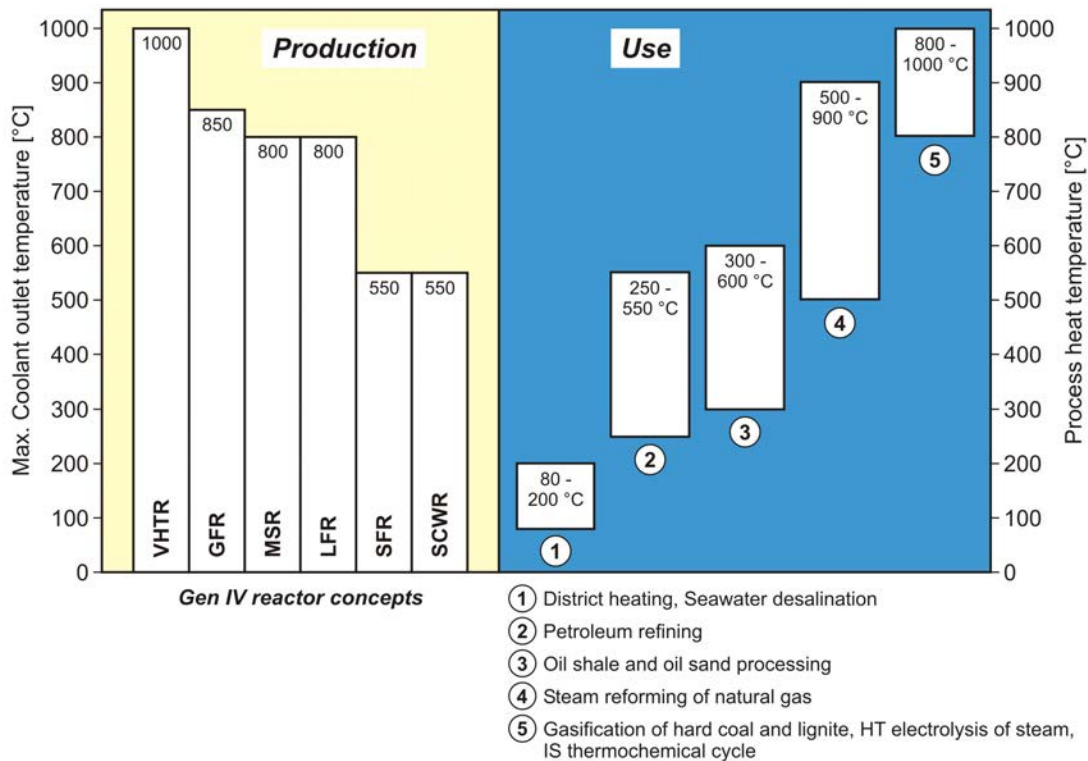 Production
Use
Max. Coolant outlet temperature [°C]
1000
900
800
700
600
500
400
300
200
100
0
1000
850
800
800
550
550
VHTR
GFR
MSR
LFR
SFR
SCWR
Gen IV reactor concepts
80 -
200 °C
1
250 -
550 °C
2
300 -
600 °C
3
500 -
900 °C
4
800 -
1000 °C
5
1000
900
800
700
600
500
400
300
200
100
0
Process heat temperature [°C]
1 District heating, Seawater desalination
2 Petroleum refining
3 Oil shale and oil sand processing
4 Steam reforming of natural gas
5 Gasification of hard coal and lignite, HT electrolysis of steam,
IS thermochemical cycle